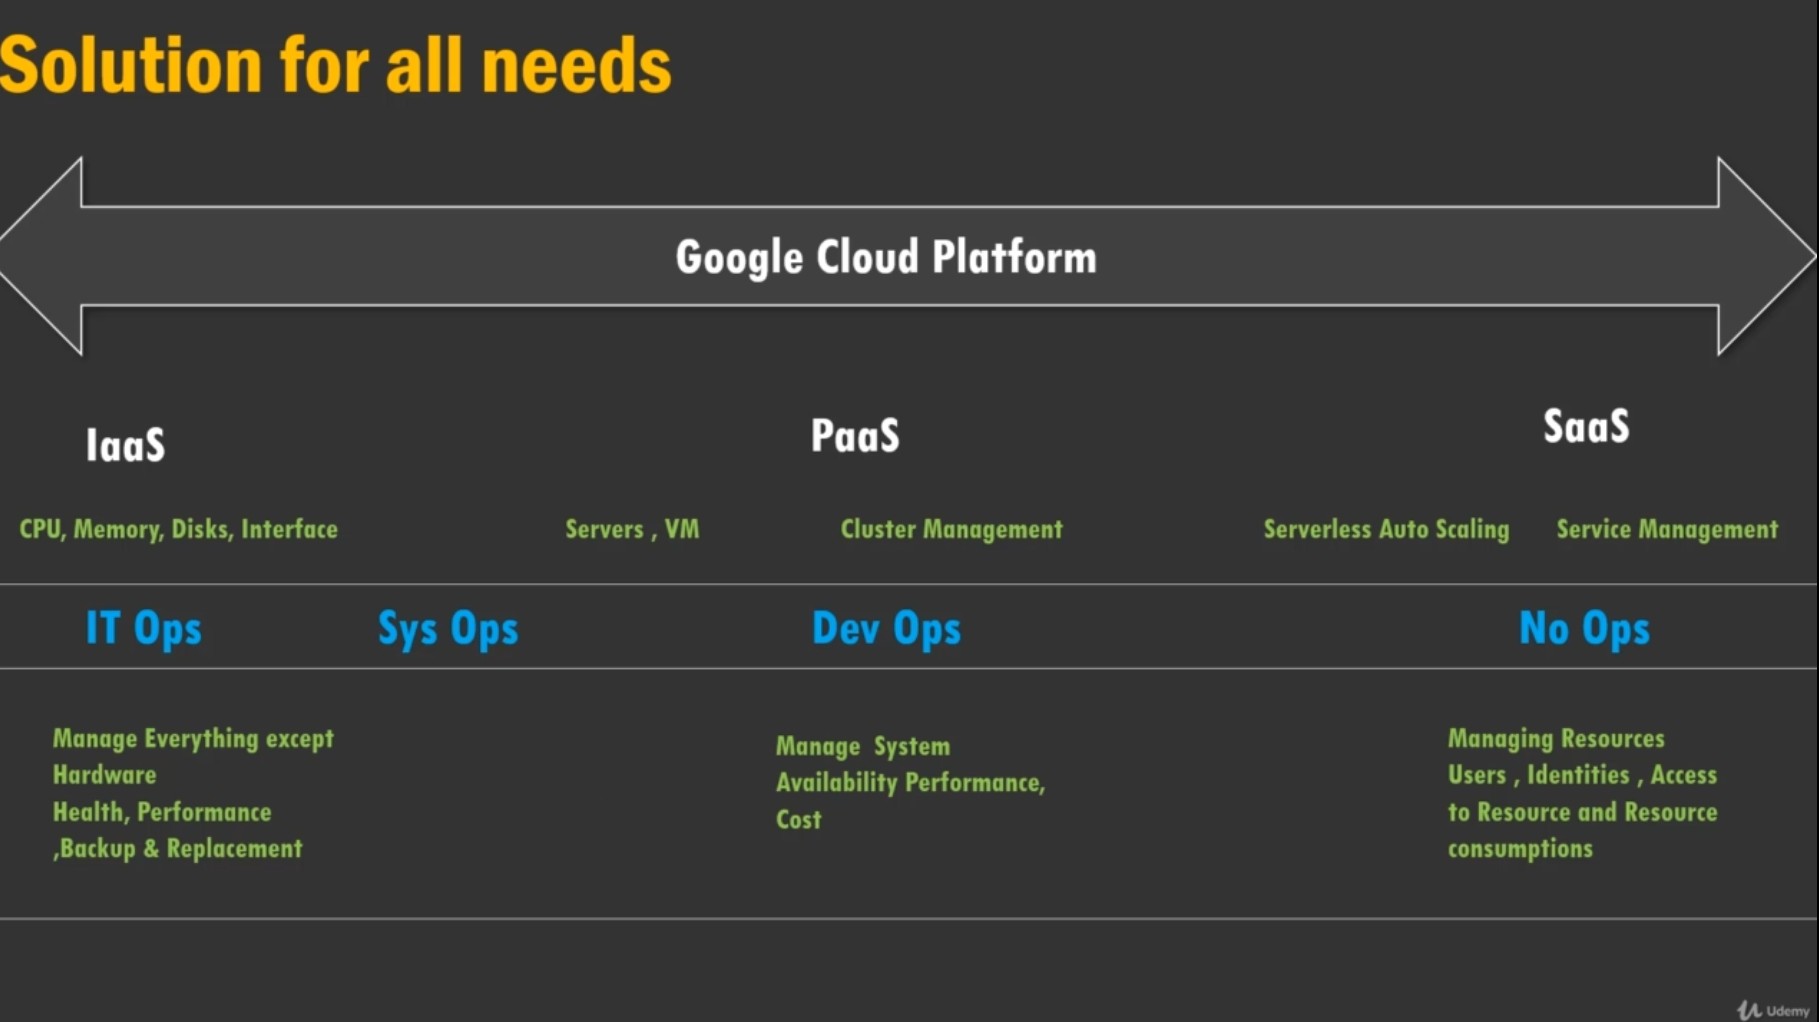 Solution for all needs
Google Cloud Platform
IaaS
PaaS
SaaS
CPU, Memory, Disks, Interface
Servers , VM
Cluster Management
Serverless Auto Scaling
Service Management
IT Ops
Sys Ops
Dev Ops
No Ops
Manage Everything except
Hardware
Health, Performance
,Backup & Replacement
Manage  System
Availability Performance,
Cost
Managing Resources
Users , Identities , Access
to Resource and Resource
consumptions
Udemy